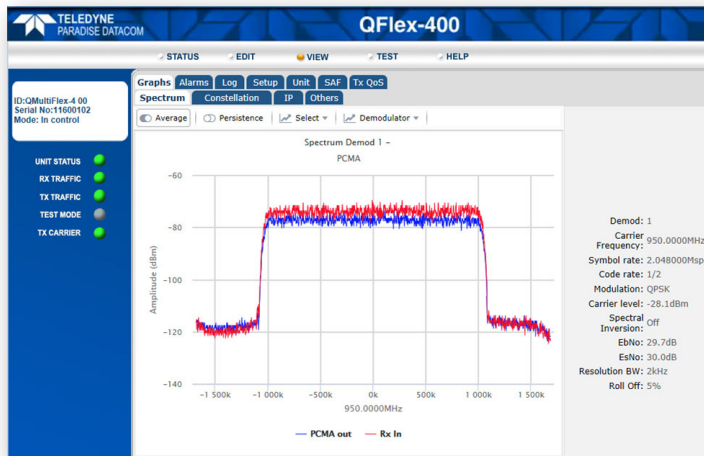 TELEDYNE
PARADISE DATACOM
QFlex-400
STATUS EDIT VIEW TEST HELP
ID:QMultiFlex-4 00
Serial No:11600102
Mode: In control
UNIT STATUS
RX TRAFFIC
TX TRAFFIC
TEST MODE
TX CARRIER
Graphs Alarms Log Setup Unit SAF Tx QoS
Spectrum Constellation IP Others
Average Persistence Select Demodulator
Spectrum Demod 1 –
PCMA
Amplitude (dBm)
−60
−80
−100
−120
−140
−1 500k −1 000k −500k 0k 500k 1 000k 1 500k
950.0000MHz
PCMA out Rx In
Demod: 1
Carrier Frequency: 950.0000MHz
Symbol rate: 2.048000Msp
Code rate: 1/2
Modulation: QPSK
Carrier level: -28.1dBm
Spectral Inversion: Off
EbNo: 29.7dB
EsNo: 30.0dB
Resolution BW: 2kHz
Roll Off: 5%